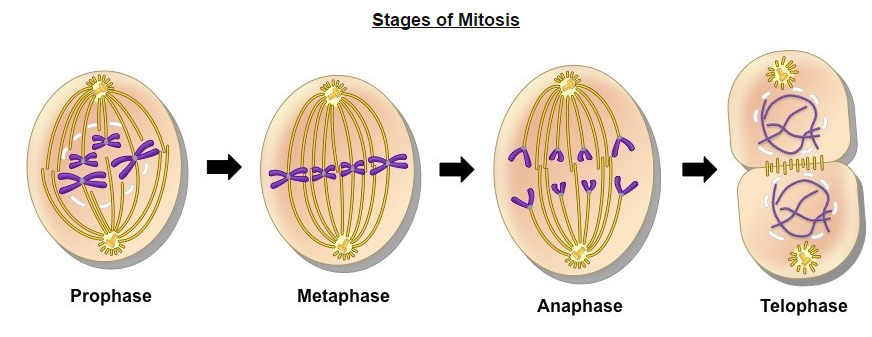 Stages of Mitosis
Prophase
Metaphase
Anaphase
Telophase